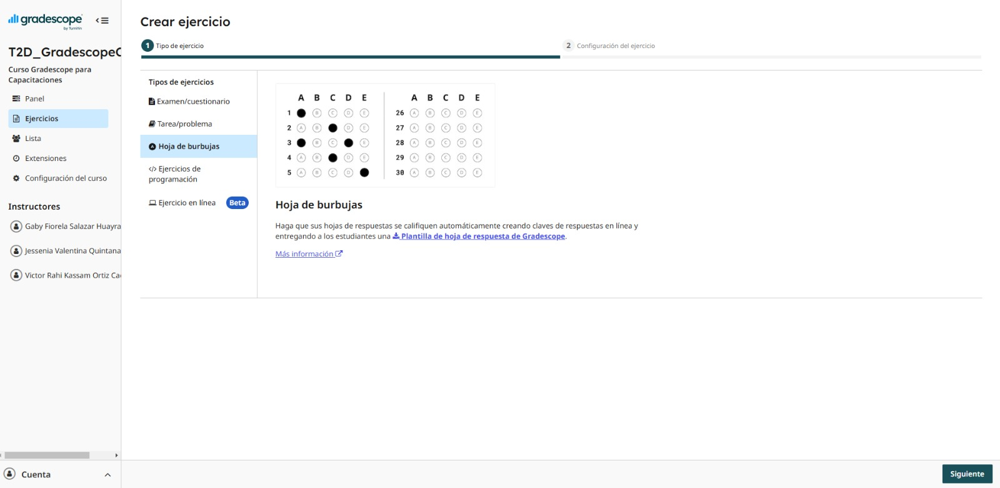 gradescope
by Turnitin
T2D_Gradescope
Curso Gradescope para
Capacitaciones
Panel
Ejercicios
Lista
Extensiones
Configuración del curso
Instructores
Gaby Fiorela Salazar Huayra
Jessenia Valentina Quintana
Victor Rahi Kassam Ortiz
Cuenta
Crear ejercicio
1 Tipo de ejercicio
2 Configuración del ejercicio
Tipos de ejercicios
Examen/cuestionario
Tarea/problema
Hoja de burbujas
</> Ejercicios de
programación
Ejercicio en línea Beta
A B C D E A B C D E
1 B C D E 26 A B C D E
2 A B D E 27 A B C D E
3 B C E 28 A B C D E
4 A B D E 29 A B C D E
5 A B C D 30 A B C D E
Hoja de burbujas
Haga que sus hojas de respuestas se califiquen automáticamente creando claves de respuestas en línea y
entregando a los estudiantes una Plantilla de hoja de respuesta de Gradescope.
Más información
Siguiente